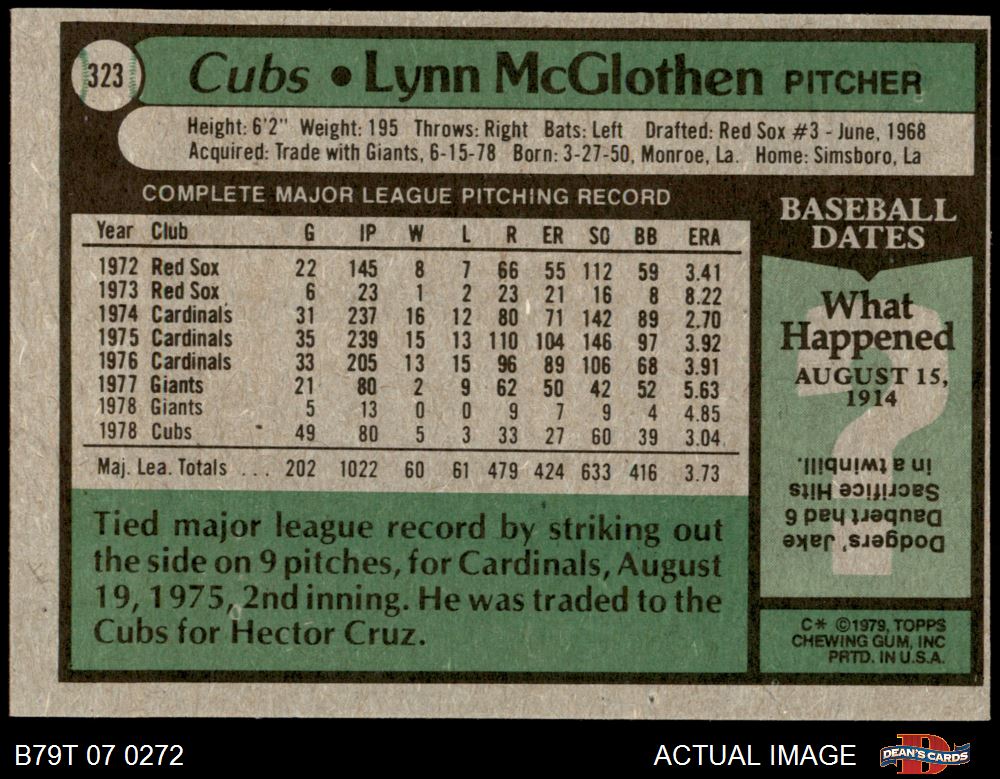 323
Cubs • Lynn McGlothen PITCHER
Height: 6'2" Weight: 195 Throws: Right Bats: Left Drafted: Red Sox #3 - June, 1968
Acquired: Trade with Giants, 6-15-78 Born: 3-27-50, Monroe, La. Home: Simsboro, La
COMPLETE MAJOR LEAGUE PITCHING RECORD
Year Club G IP W L R ER SO BB ERA
1972 Red Sox 22 145 8 7 66 55 112 59 3.41
1973 Red Sox 6 23 1 2 23 21 16 8 8.22
1974 Cardinals 31 237 16 12 80 71 142 89 2.70
1975 Cardinals 35 239 15 13 110 104 146 97 3.92
1976 Cardinals 33 205 13 15 96 89 106 68 3.91
1977 Giants 21 80 2 9 62 50 42 52 5.63
1978 Giants 5 13 0 0 9 7 9 4 4.85
1978 Cubs 49 80 5 3 33 27 60 39 3.04
Maj. Lea. Totals ... 202 1022 60 61 479 424 633 416 3.73
Tied major league record by striking out
the side on 9 pitches, for Cardinals, August
19, 1975, 2nd inning. He was traded to the
Cubs for Hector Cruz.
BASEBALL
DATES
What
Happened
AUGUST 15,
1914
?
Dodgers' Jake
Daubert had 6
Sacrifice Hits
in a twinbill.
C* ©1979, TOPPS
CHEWING GUM, INC
PRTD. IN U.S.A.
B79T 07 0272
ACTUAL IMAGE
D
DEAN'S CARDS